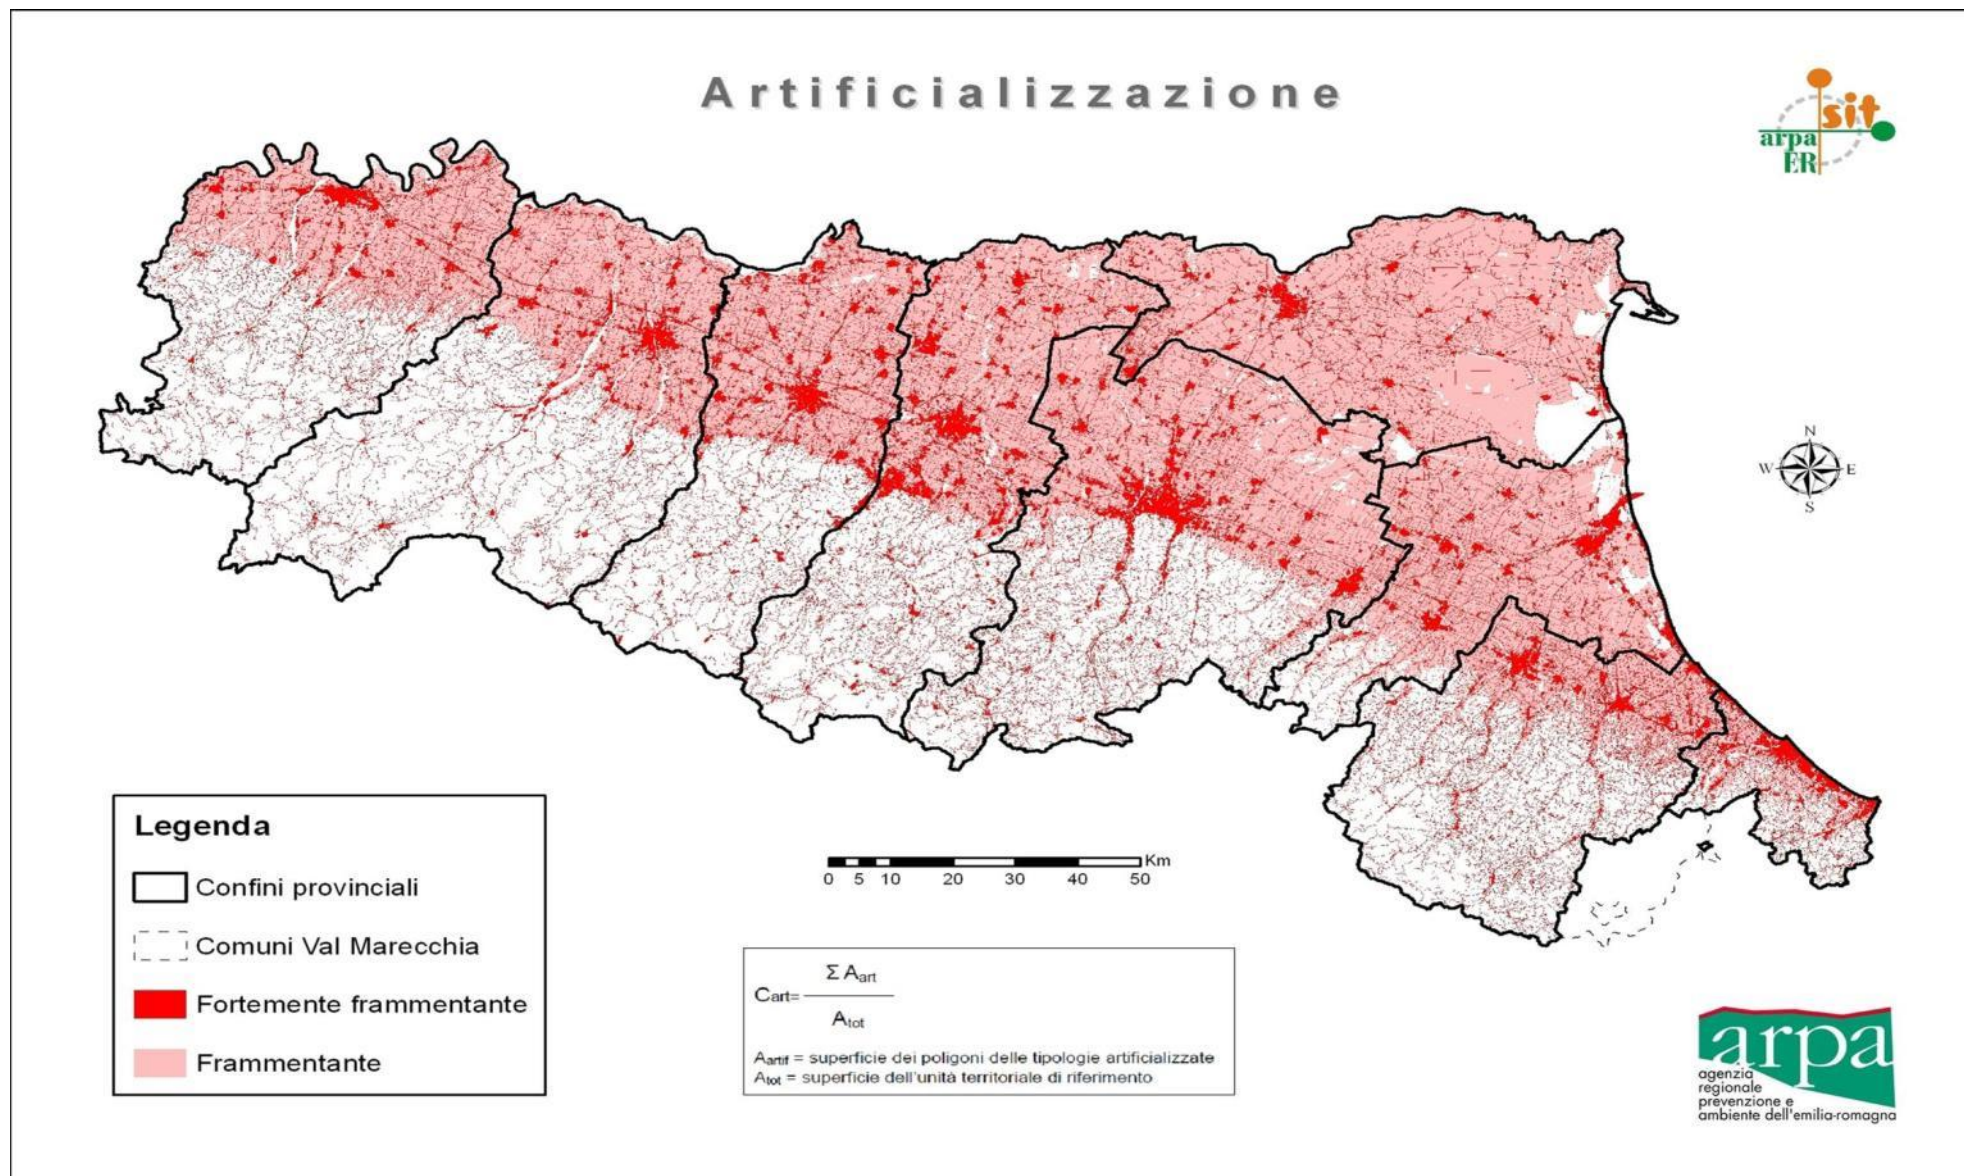 Artificializzazione
sit
arpa
ER
N
W E
S
Legenda
Confini provinciali
Comuni Val Marecchia
Fortemente frammentante
Frammentante
Km
0 5 10 20 30 40 50
Σ Aart
Cart=
Atot
Aartif = superficie dei poligoni delle tipologie artificializzate
Atot = superficie dell'unità territoriale di riferimento
arpa
agenzia
regionale
prevenzione e
ambiente dell'emilia-romagna